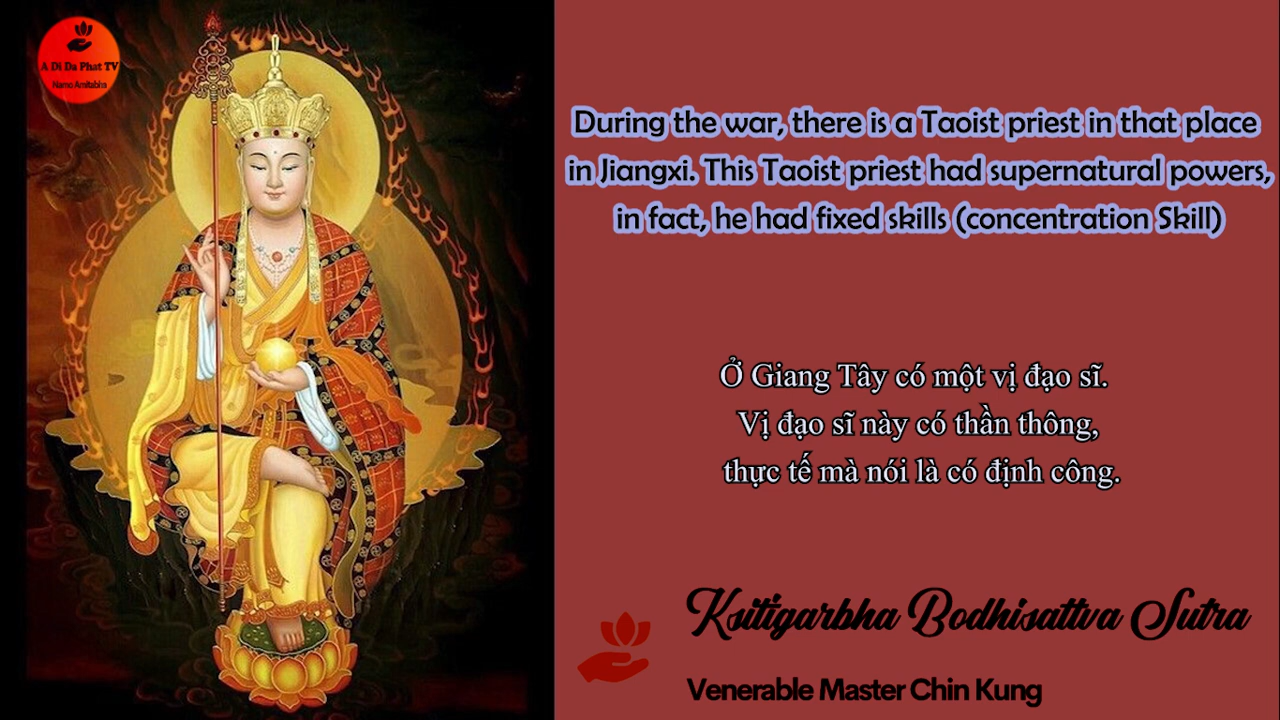 A Di Da Phat TV
Namo Amitabha
During the war, there is a Taoist priest in that place
in Jiangxi. This Taoist priest had supernatural powers,
in fact, he had fixed skills (concentration Skill)
Ở Giang Tây có một vị đạo sĩ.
Vị đạo sĩ này có thần thông,
thực tế mà nói là có định công.
Ksitigarbha Bodhisattva Sutra
Venerable Master Chin Kung